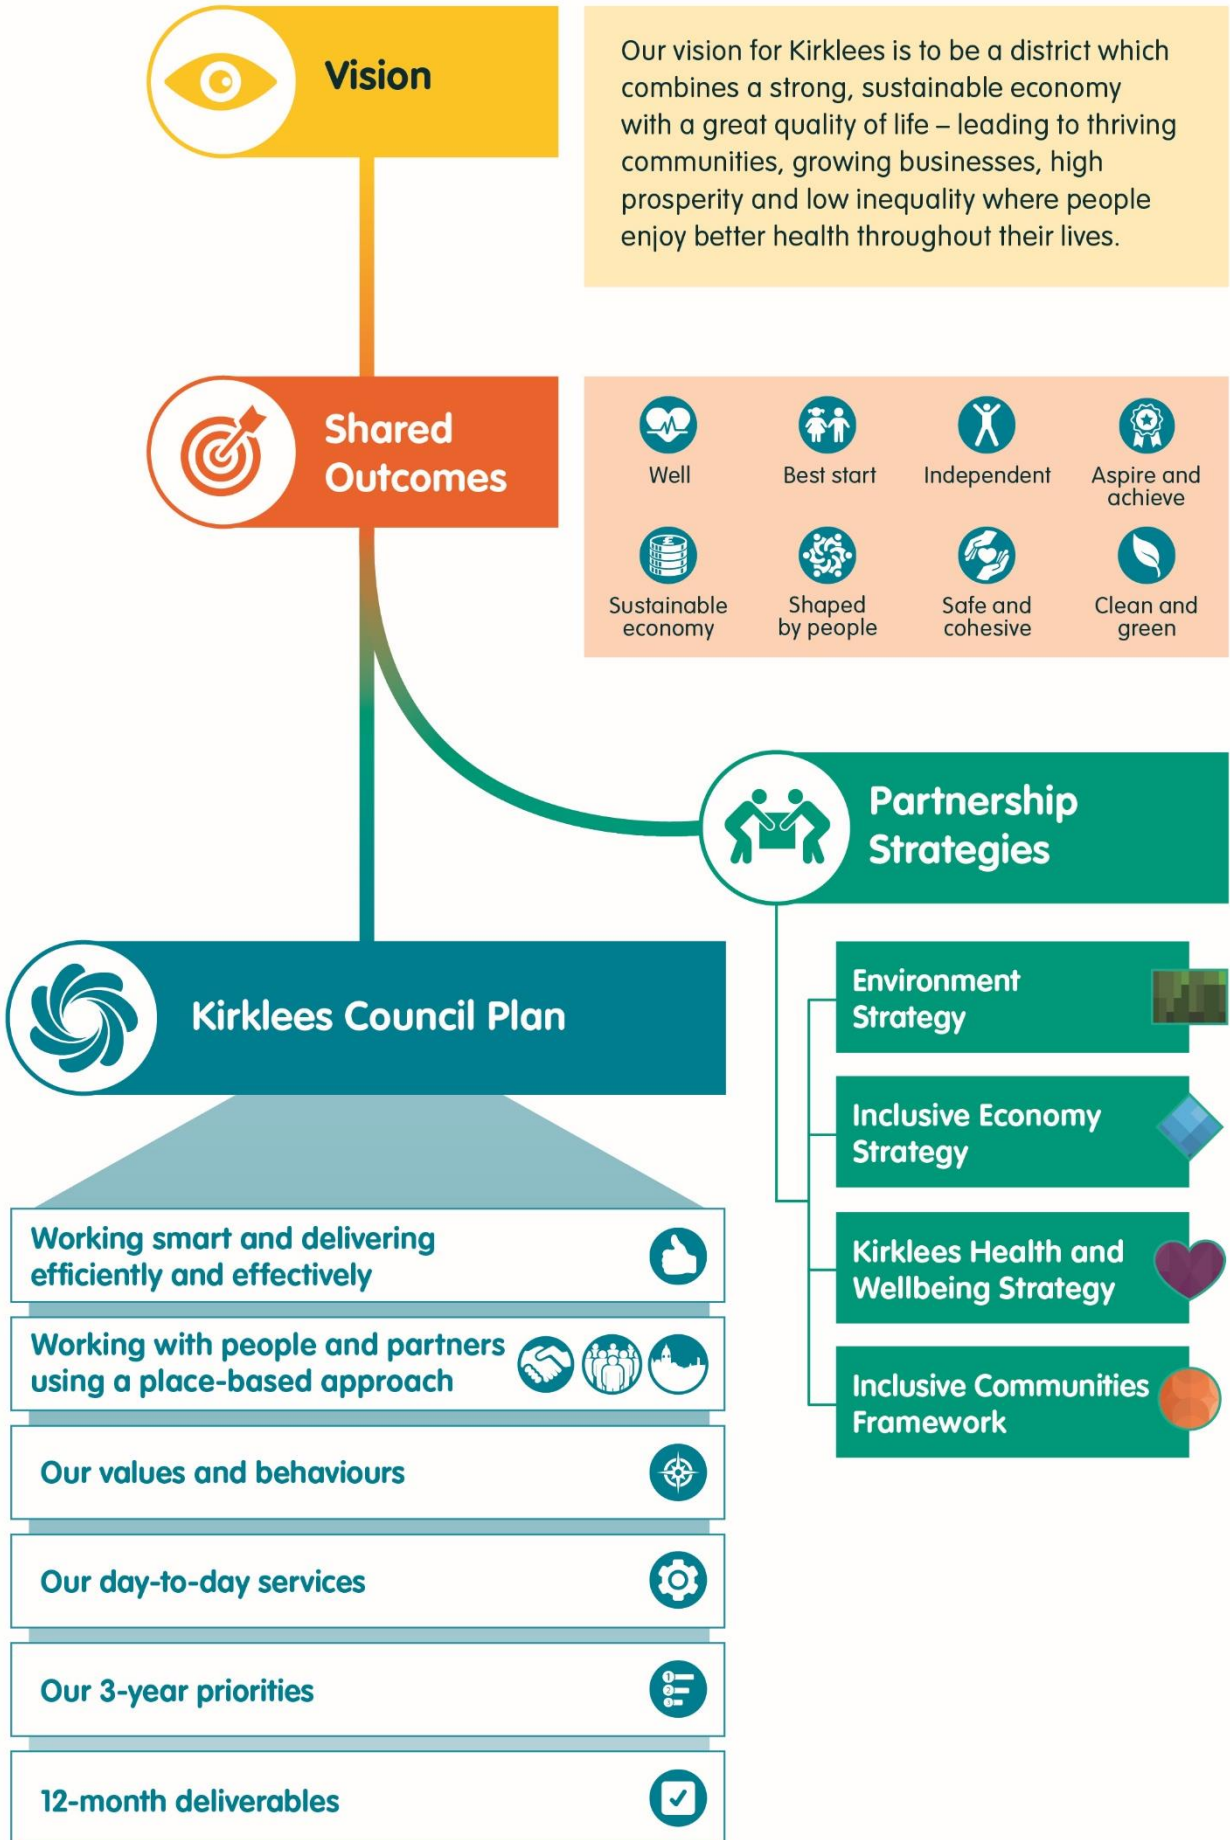 Vision
Our vision for Kirklees is to be a district which
combines a strong, sustainable economy
with a great quality of life – leading to thriving
communities, growing businesses, high
prosperity and low inequality where people
enjoy better health throughout their lives.
Shared
Outcomes
Well
Best start
Independent
Aspire and
achieve
£
Sustainable
economy
Shaped
by people
Safe and
cohesive
Clean and
green
Partnership
Strategies
Environment
Strategy
Inclusive Economy
Strategy
Kirklees Health and
Wellbeing Strategy
Inclusive Communities
Framework
Kirklees Council Plan
Working smart and delivering
efficiently and effectively
Working with people and partners
using a place-based approach
Our values and behaviours
Our day-to-day services
Our 3-year priorities
1
2
3
12-month deliverables